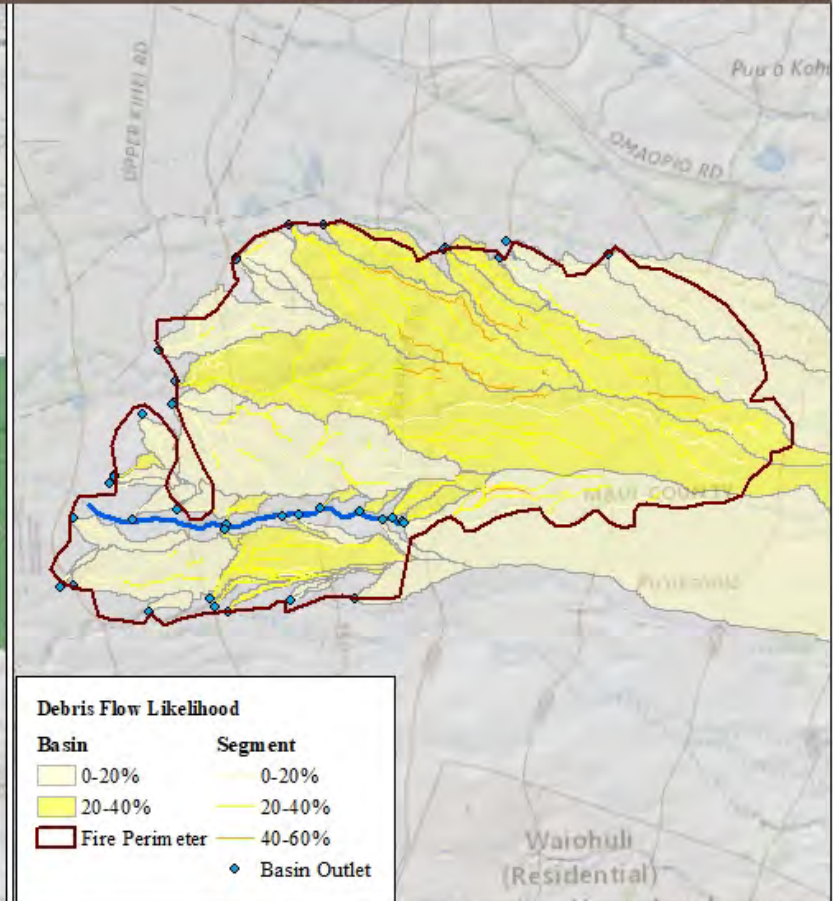 Puu o Kohu
UPPER KIHEI RD
OMAOPIO RD
MAUI COUNTY
Debris Flow Likelihood
Basin
0-20%
20-40%
Fire Perimeter
Segment
0-20%
20-40%
40-60%
Basin Outlet
Waiohuli
(Residential)